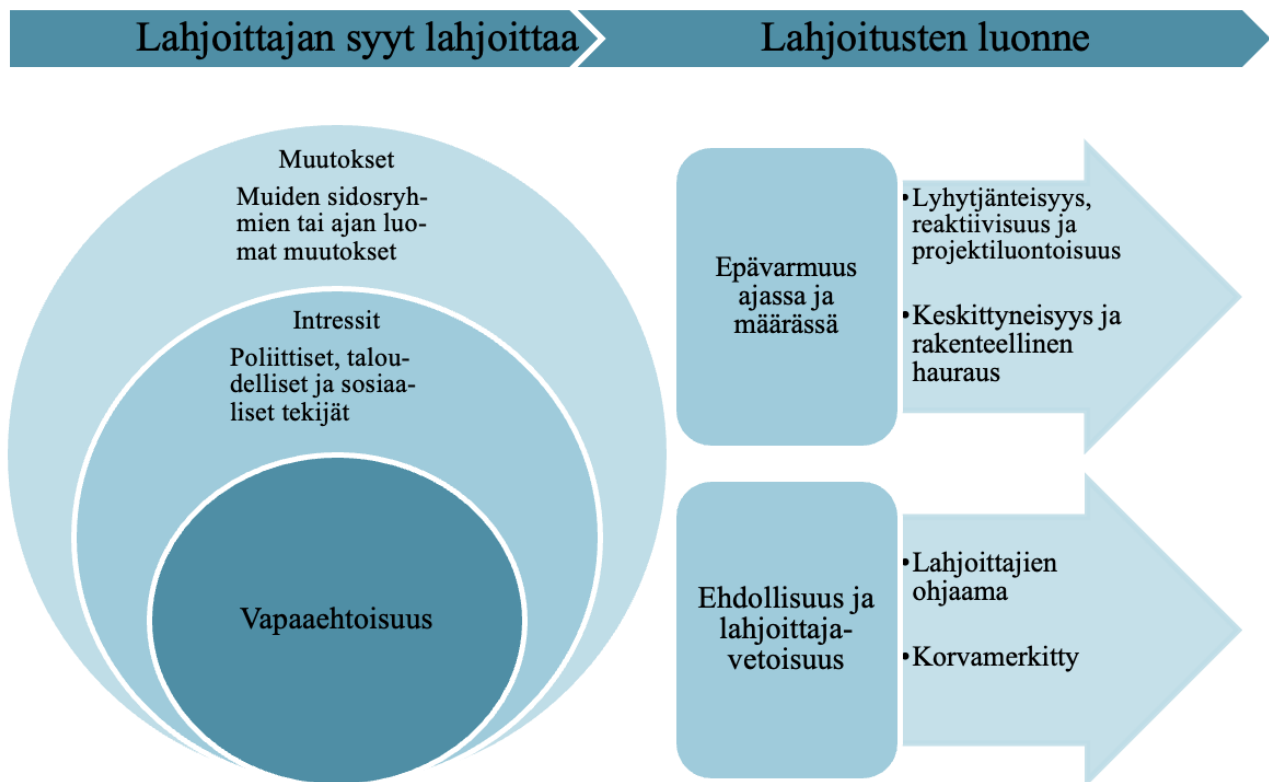 Lahjoittajan syyt lahjoittaa
Lahjoitusten luonne
Muutokset
Muiden sidosryh-
mien tai ajan luo-
mat muutokset
Intressit
Poliittiset, talou-
delliset ja sosiaa-
liset tekijät
Vapaaehtoisuus
Epävarmuus
ajassa ja
määrässä
•Lyhytjänteisyys,
reaktiivisuus ja
projektiluontoisuus
•Keskittyneisyys ja
rakenteellinen
hauraus
Ehdollisuus ja
lahjoittaja-
vetoisuus
•Lahjoittajien
ohjaama
•Korvamerkitty